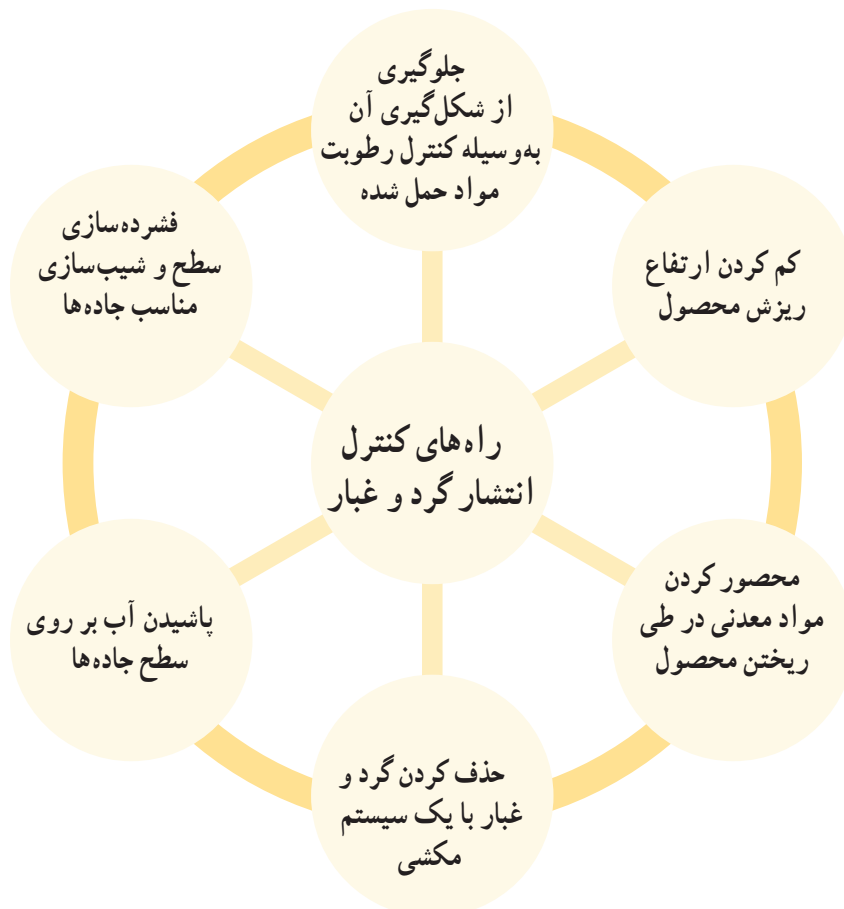 جلوگیری
از شکل‌گیری آن
به‌وسیله کنترل رطوبت
مواد حمل شده
کم کردن ارتفاع
ریزش محصول
محصور کردن
مواد معدنی در طی
ریختن محصول
حذف کردن گرد و
غبار با یک سیستم
مکشی
پاشیدن آب بر روی
سطح جاده‌ها
فشرده‌سازی
سطح و شیب‌سازی
مناسب جاده‌ها
راه‌های کنترل
انتشار گرد و غبار